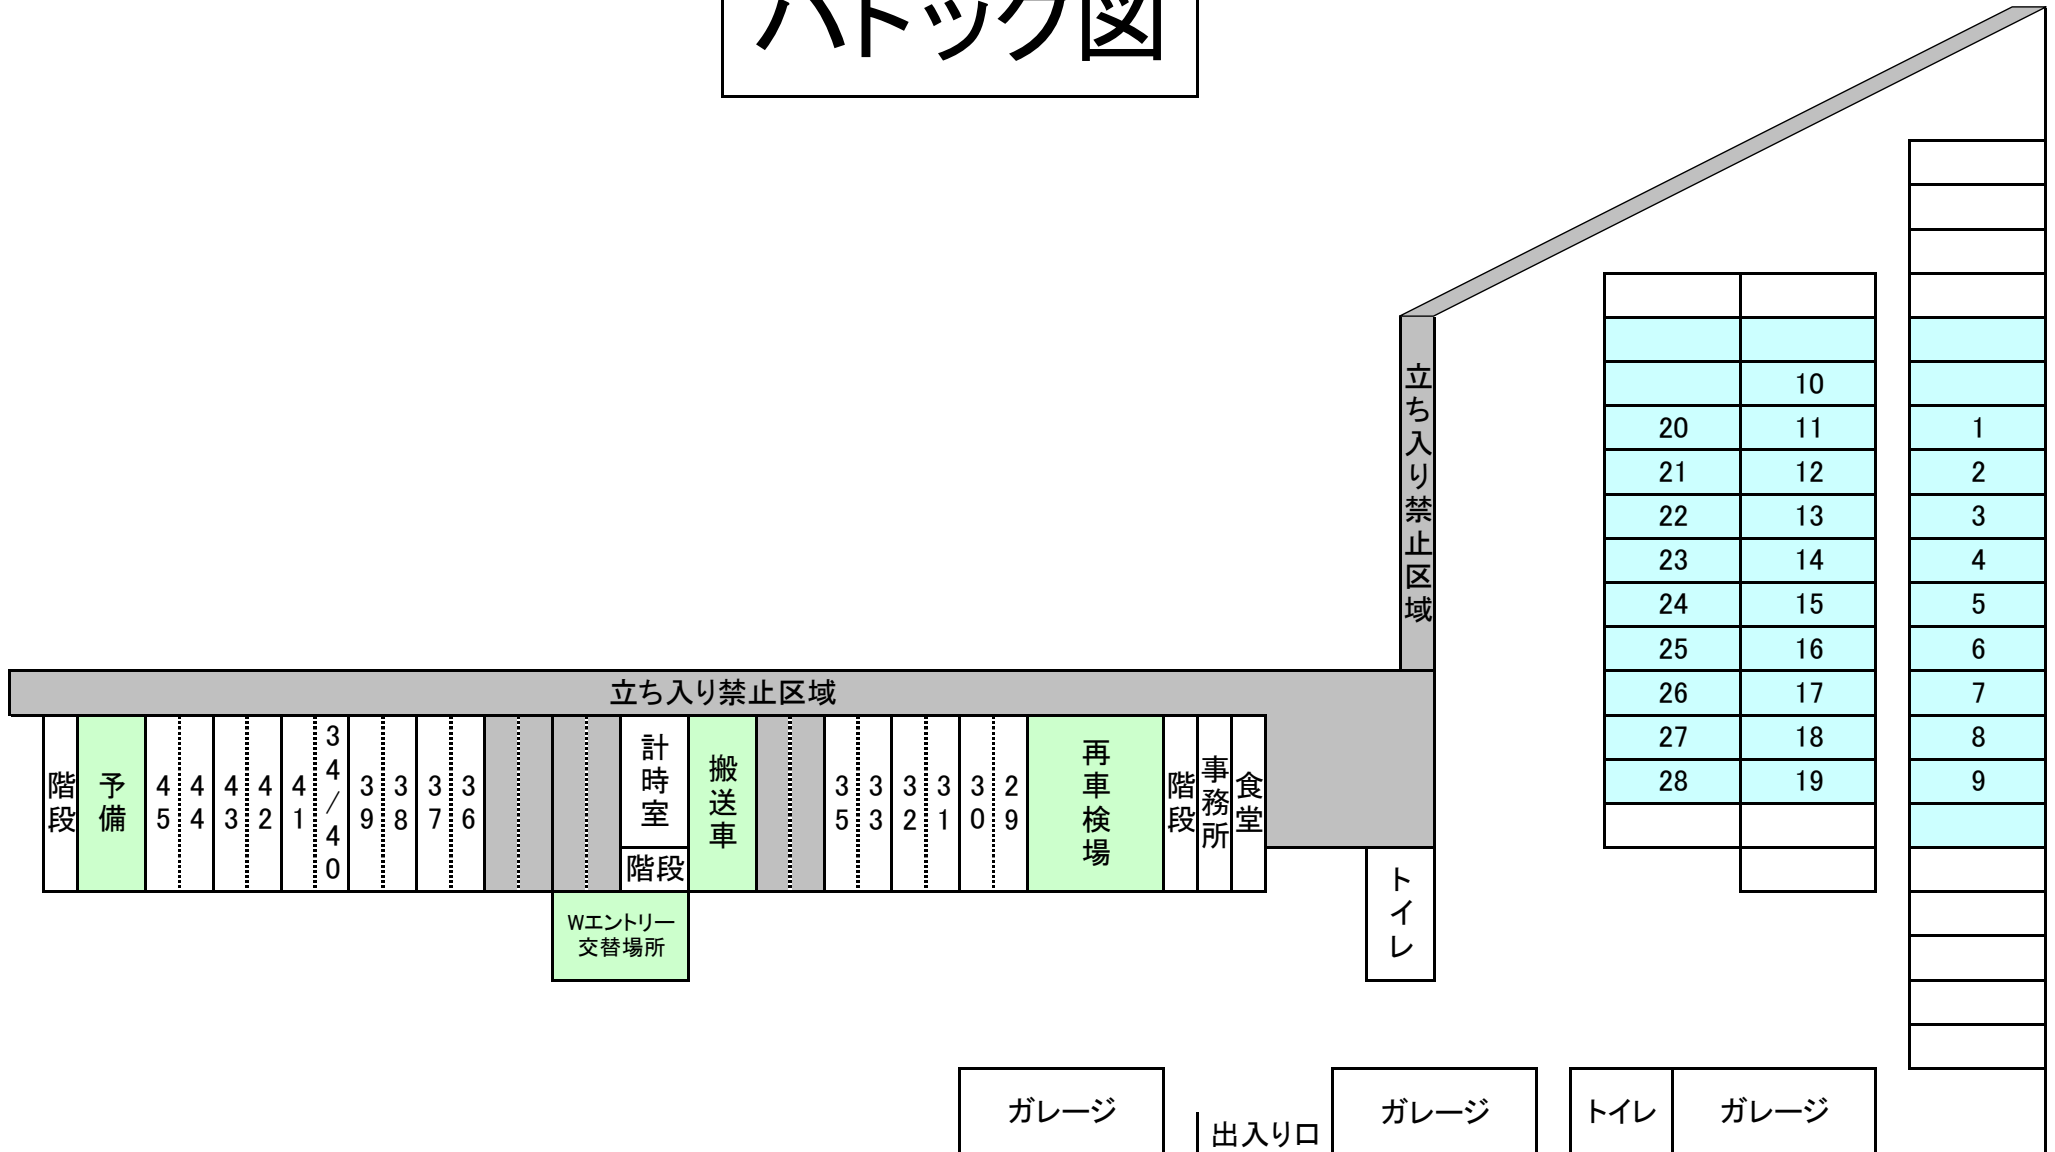 パドック図
立ち入り禁止区域
10
20 11 1
21 12 2
22 13 3
23 14 4
24 15 5
25 16 6
26 17 7
27 18 8
28 19 9
立ち入り禁止区域
階段
予備
45
44
43
42
41
34/40
39
38
37
36
計時室
階段
搬送車
35
33
32
31
30
29
再車検場
階段
事務所
食堂
Wエントリー
交替場所
トイレ
ガレージ
出入り口
ガレージ
トイレ
ガレージ